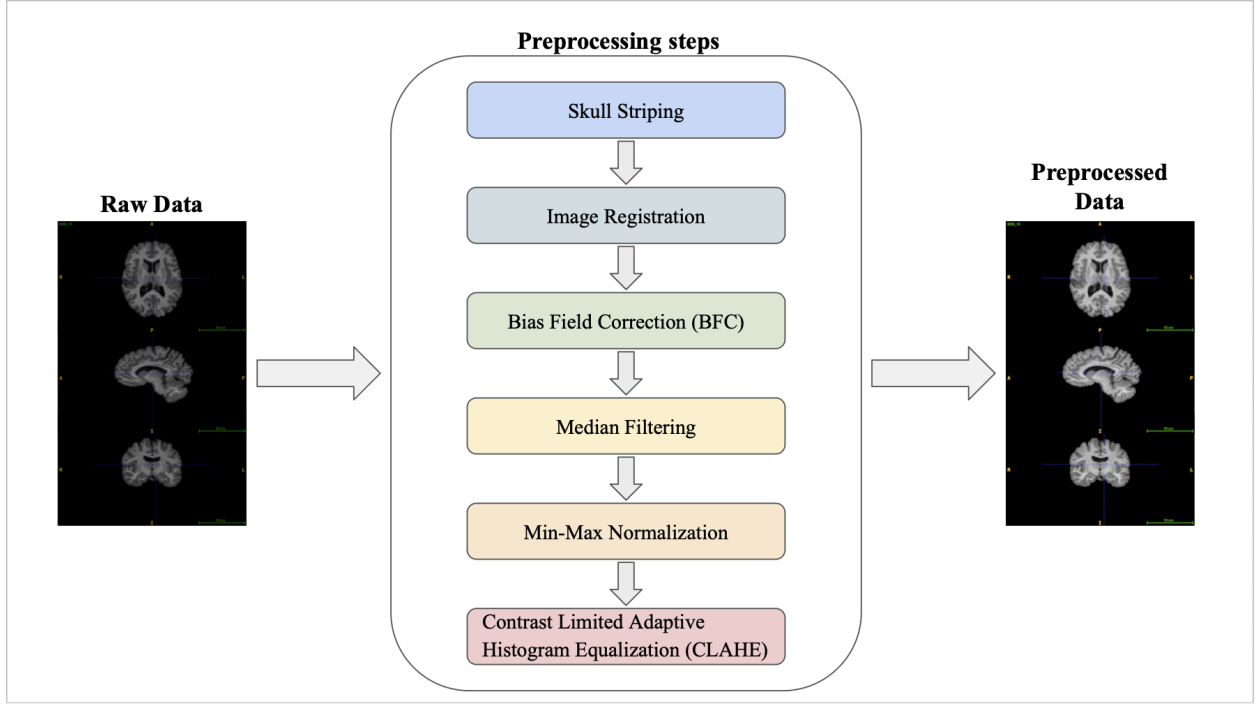 Preprocessing steps
Skull Striping
Image Registration
Bias Field Correction (BFC)
Median Filtering
Min-Max Normalization
Contrast Limited Adaptive
Histogram Equalization (CLAHE)
Raw Data
Preprocessed
Data